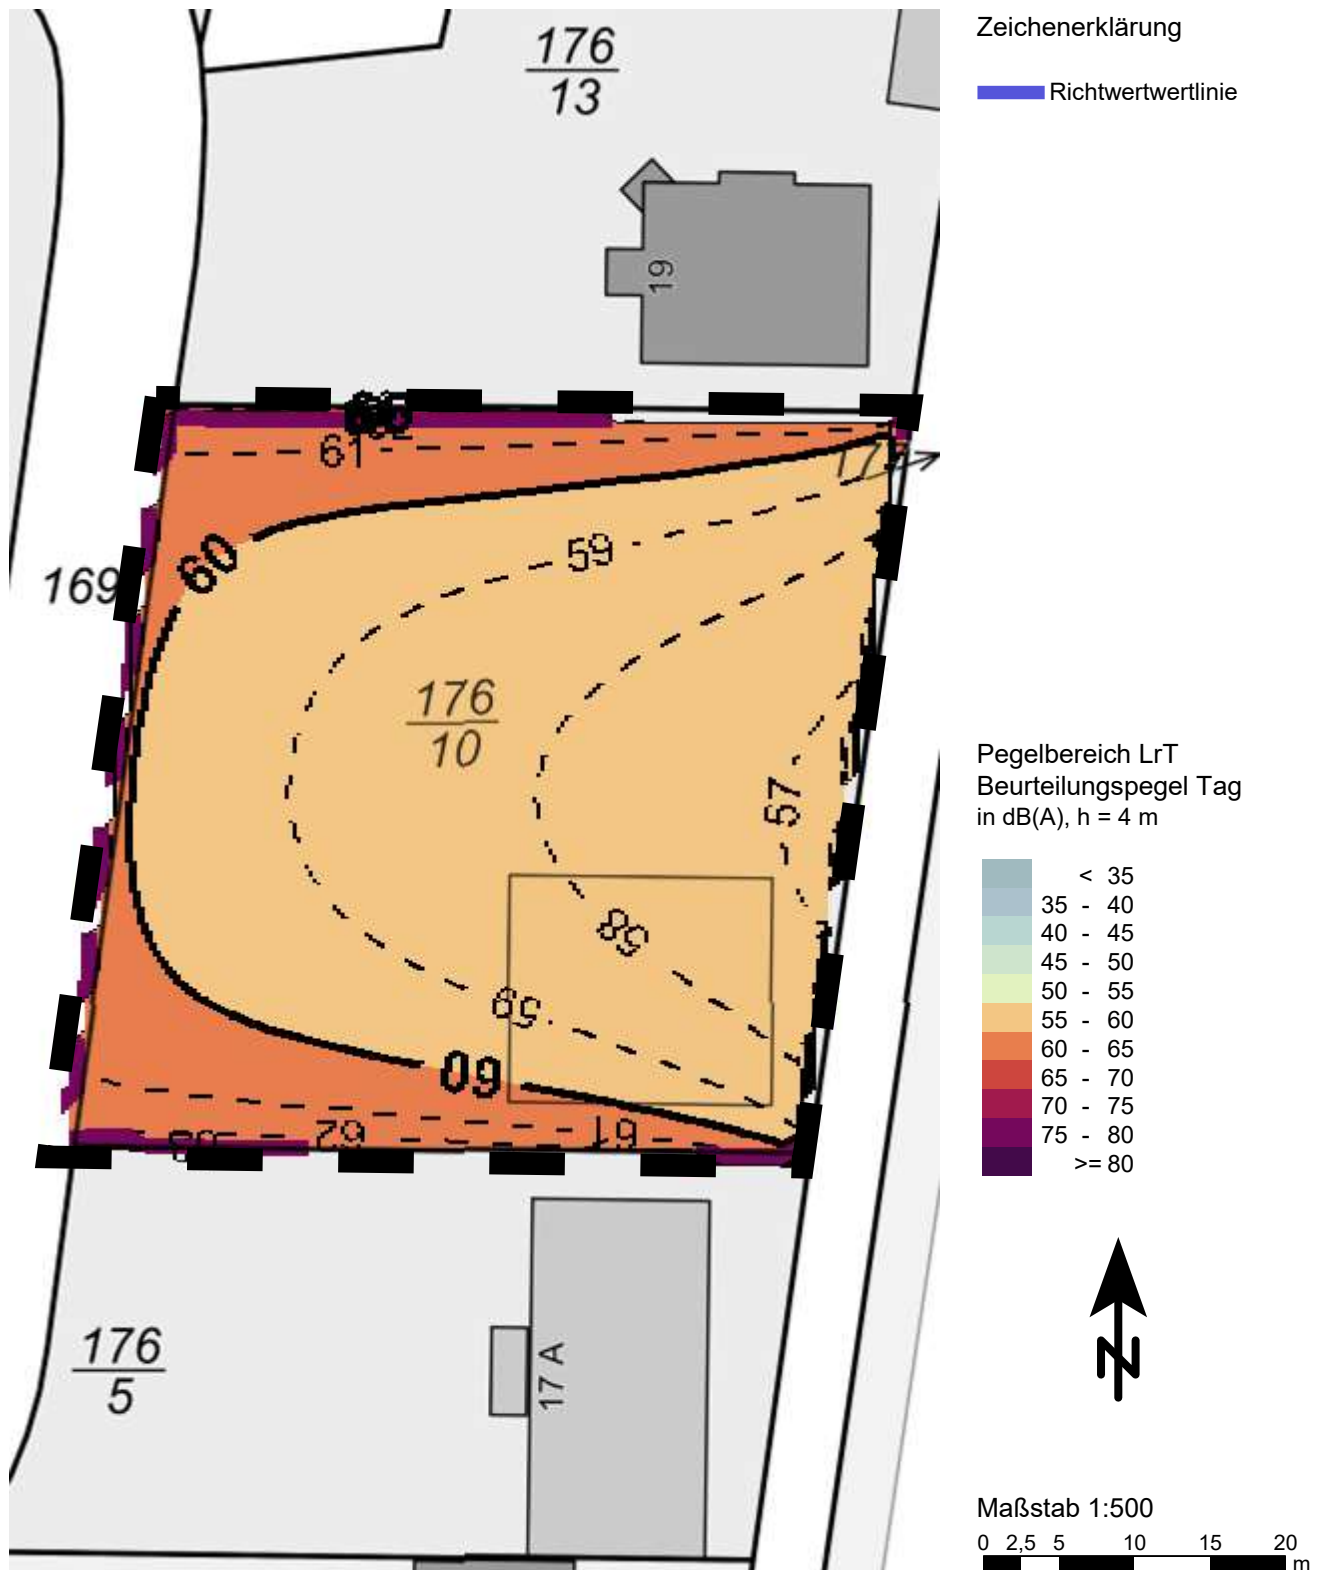 176
13
19
61
17
60
59
169
176
10
57
58
59
60
62
61
176
5
17 A
Zeichenerklärung
Richtwertwertlinie
Pegelbereich LrT
Beurteilungspegel Tag
in dB(A), h = 4 m
< 35
35 - 40
40 - 45
45 - 50
50 - 55
55 - 60
60 - 65
65 - 70
70 - 75
75 - 80
>= 80
N
Maßstab 1:500
0 2,5 5 10 15 20
m